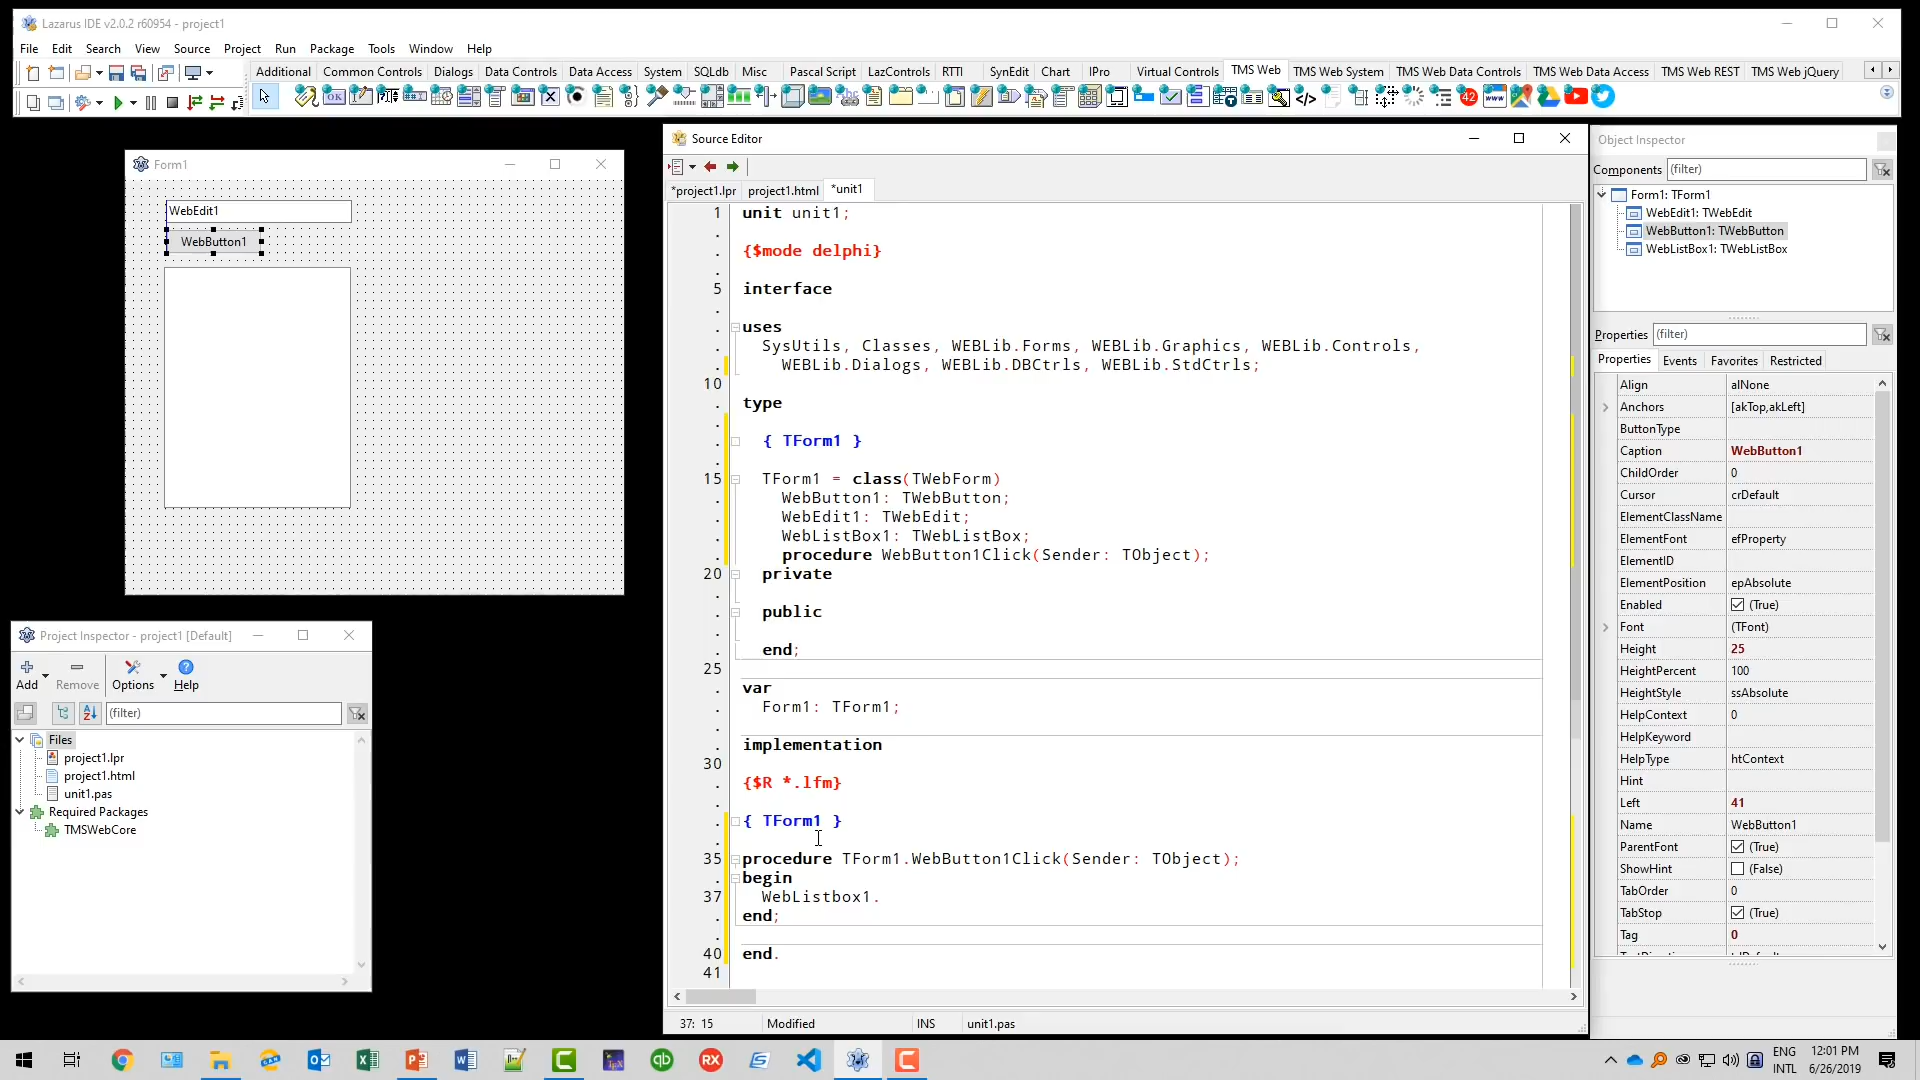 Lazarus IDE v2.0.2 r60954 - project1
File Edit Search View Source Project Run Package Tools Window Help
Additional Common Controls Dialogs Data Controls Data Access System SQLdb Misc Pascal Script LazControls RTTI SynEdit Chart IPro Virtual Controls TMS Web TMS Web System TMS Web Data Controls TMS Web Data Access TMS Web REST TMS Web jQuery
Form1
WebEdit1
WebButton1
Project Inspector - project1 [Default]
Add Remove Options Help
(filter)
Files
project1.lpr
project1.html
unit1.pas
Required Packages
TMSWebCore
Source Editor
*project1.lpr project1.html *unit1
1 unit unit1;
. {$mode delphi}
5 interface
. uses
. SysUtils, Classes, WEBLib.Forms, WEBLib.Graphics, WEBLib.Controls,
. WEBLib.Dialogs, WEBLib.DBCtrls, WEBLib.StdCtrls;
10
. type
. { TForm1 }
15 TForm1 = class(TWebForm)
. WebButton1: TWebButton;
. WebEdit1: TWebEdit;
. WebListBox1: TWebListBox;
. procedure WebButton1Click(Sender: TObject);
20 private
. public
. end;
25
. var
. Form1: TForm1;
. implementation
30
. {$R *.lfm}
. { TForm1 }
35 procedure TForm1.WebButton1Click(Sender: TObject);
. begin
37 WebListbox1.
. end;
40 end.
41
37: 15 Modified INS unit1.pas
Object Inspector
Components (filter)
Form1: TForm1
WebEdit1: TWebEdit
WebButton1: TWebButton
WebListBox1: TWebListBox
Properties (filter)
Properties Events Favorites Restricted
Align alNone
Anchors [akTop,akLeft]
ButtonType
Caption WebButton1
ChildOrder 0
Cursor crDefault
ElementClassName
ElementFont efProperty
ElementID
ElementPosition epAbsolute
Enabled (True)
Font (TFont)
Height 25
HeightPercent 100
HeightStyle ssAbsolute
HelpContext 0
HelpKeyword
HelpType htContext
Hint
Left 41
Name WebButton1
ParentFont (True)
ShowHint (False)
TabOrder 0
TabStop (True)
Tag 0
ENG 12:01 PM
INTL 6/26/2019